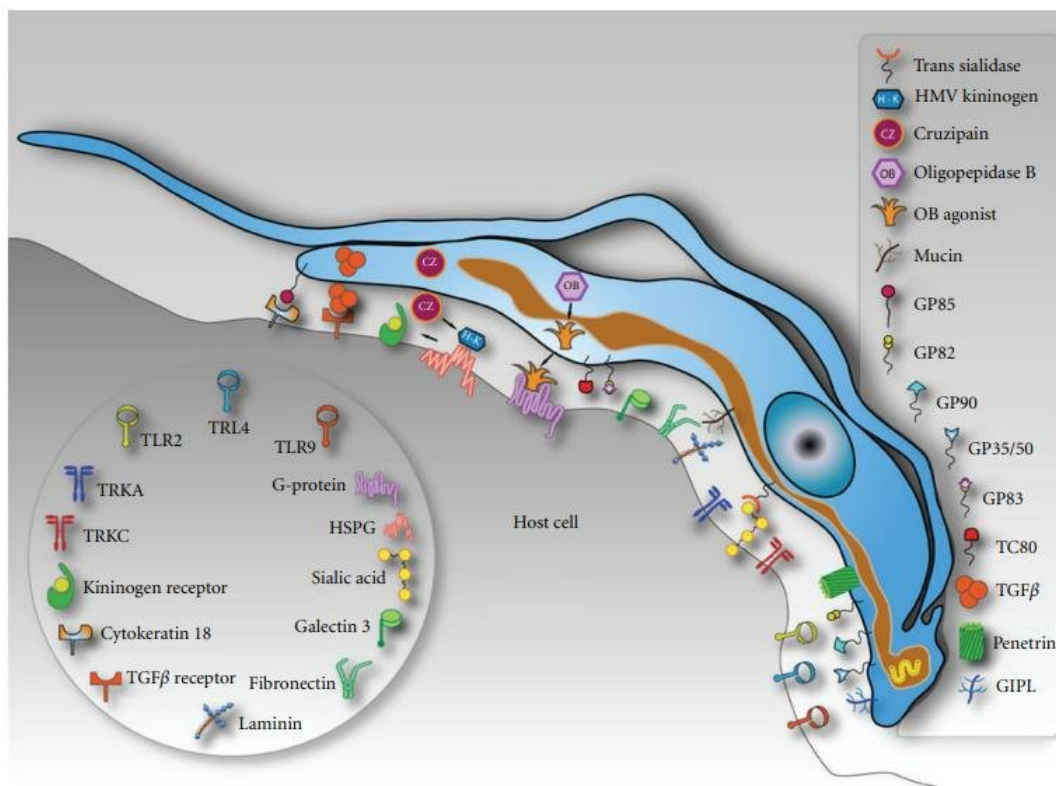 Trans sialidase
H-K
HMV kininogen
CZ
Cruzipain
OB
Oligopepidase B
OB agonist
Mucin
GP85
GP82
GP90
GP35/50
GP83
TC80
TGFβ
Penetrin
GIPL
CZ
OB
CZ
H-K
Host cell
TRL4
TLR2
TLR9
TRKA
G-protein
TRKC
HSPG
Kininogen receptor
Sialic acid
Cytokeratin 18
Galectin 3
TGFβ receptor
Fibronectin
Laminin